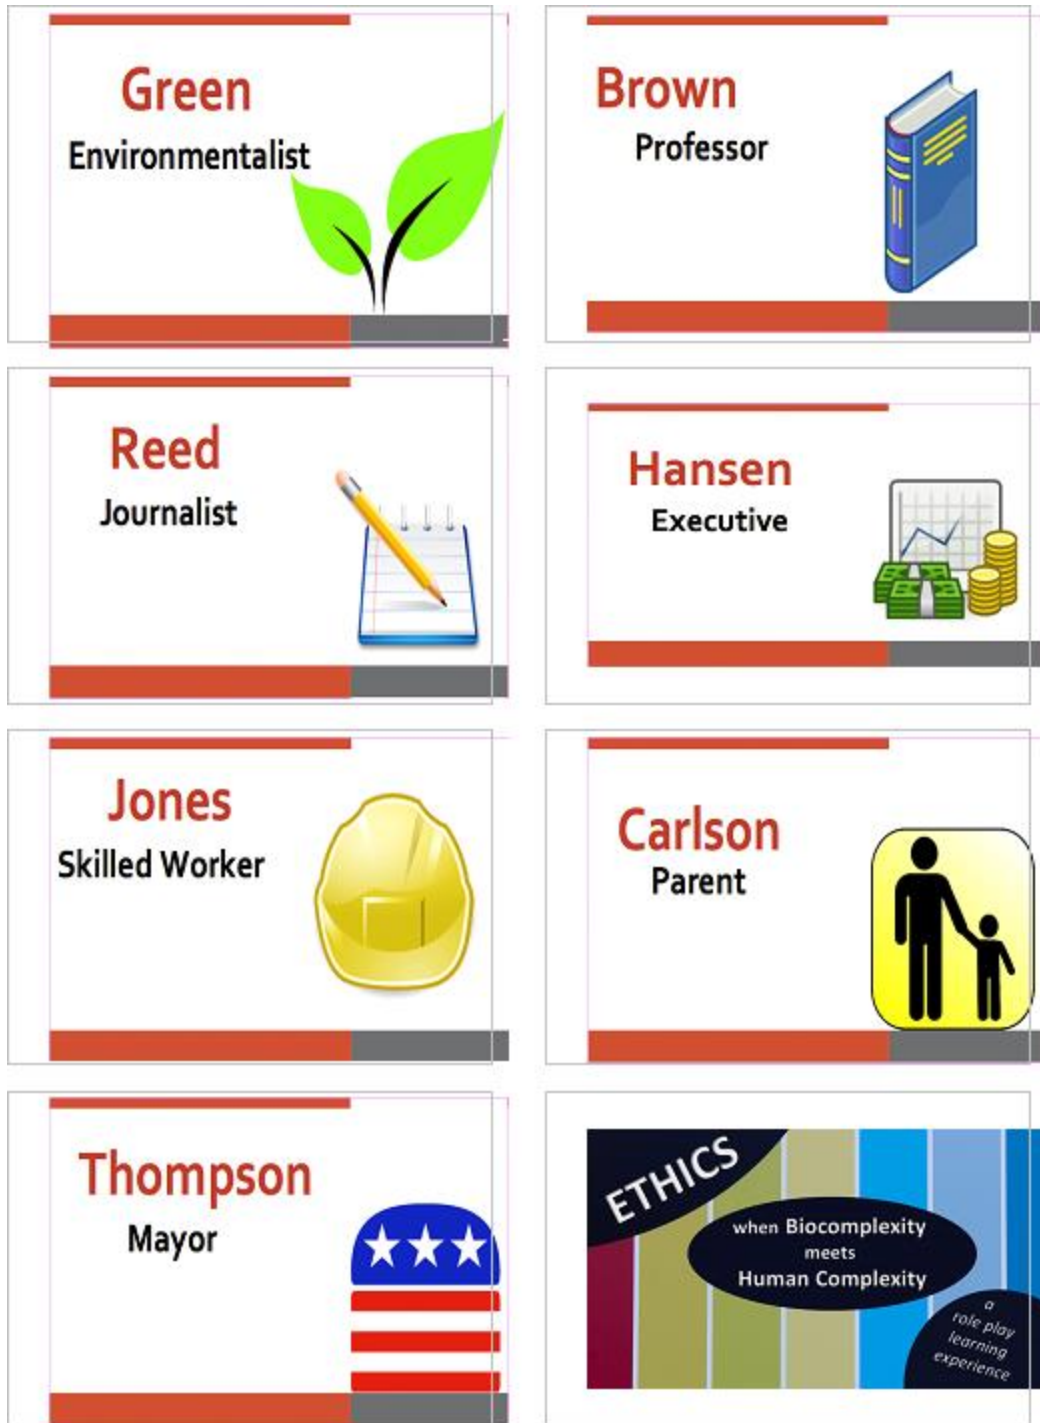 Green
Environmentalist
Brown
Professor
Reed
Journalist
Hansen
Executive
Jones
Skilled Worker
Carlson
Parent
Thompson
Mayor
ETHICS
when Biocomplexity
meets
Human Complexity
a
role play
learning
experience